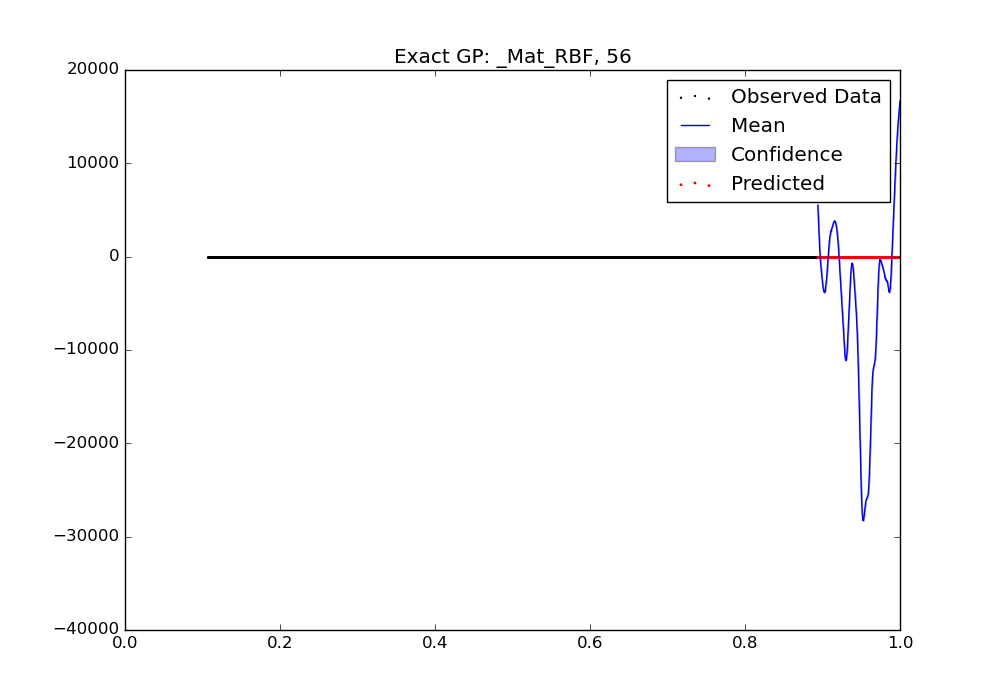 Exact GP: _Mat_RBF, 56
20000
10000
0
−10000
−20000
−30000
−40000
0.0 0.2 0.4 0.6 0.8 1.0
Observed Data
Mean
Confidence
Predicted